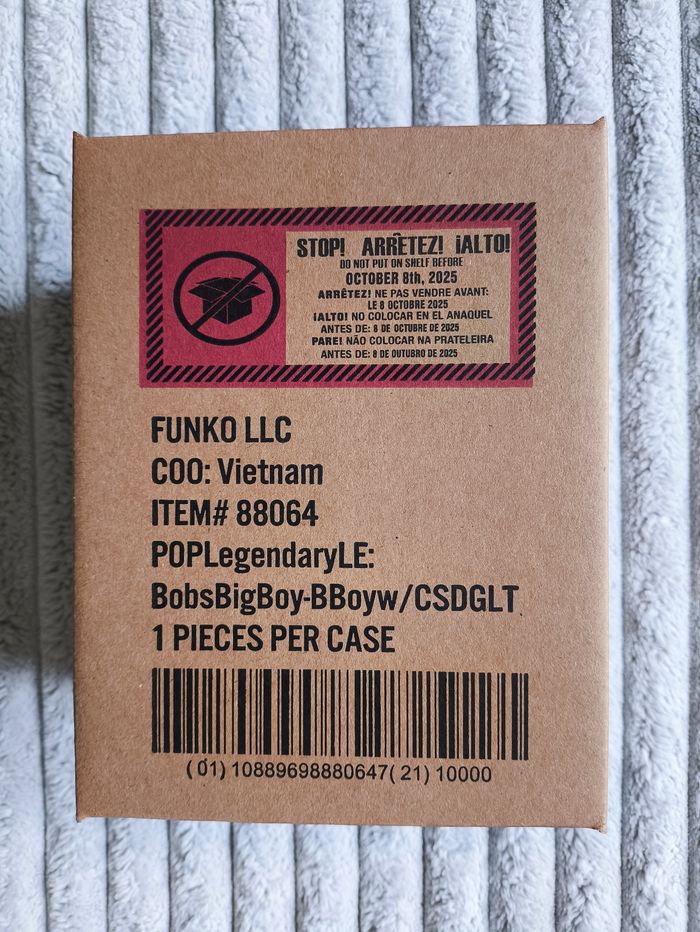 STOP! ARRÊTEZ! ¡ALTO!
DO NOT PUT ON SHELF BEFORE
OCTOBER 8th, 2025
ARRÊTEZ! NE PAS VENDRE AVANT:
LE 8 OCTOBRE 2025
¡ALTO! NO COLOCAR EN EL ANAQUEL
ANTES DE: 8 DE OCTUBRE DE 2025
PARE! NÃO COLOCAR NA PRATELEIRA
ANTES DE: 8 DE OUTUBRO DE 2025
FUNKO LLC
COO: Vietnam
ITEM# 88064
POPLegendaryLE:
BobsBigBoy-BBoyw/CSDGLT
1 PIECES PER CASE
(01) 10889698880647(21) 10000